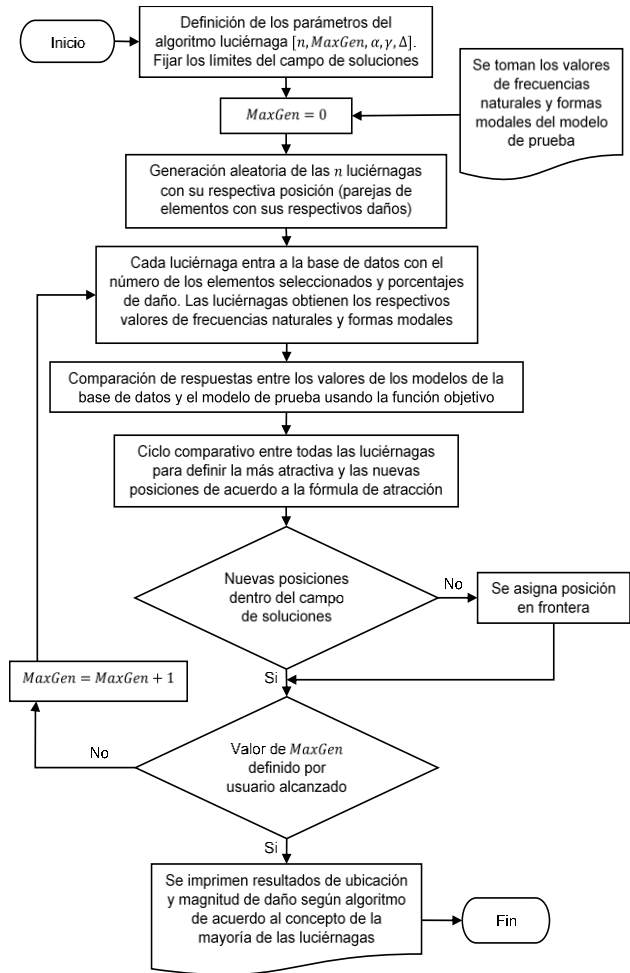 Inicio
Definición de los parámetros del
algoritmo luciérnaga [n, MaxGen, α, γ, Δ].
Fijar los límites del campo de soluciones
MaxGen = 0
Se toman los valores
de frecuencias
naturales y formas
modales del modelo
de prueba
Generación aleatoria de las n luciérnagas
con su respectiva posición (parejas de
elementos con sus respectivos daños)
Cada luciérnaga entra a la base de datos con el
número de los elementos seleccionados y porcentajes
de daño. Las luciérnagas obtienen los respectivos
valores de frecuencias naturales y formas modales
Comparación de respuestas entre los valores de los modelos de la
base de datos y el modelo de prueba usando la función objetivo
Ciclo comparativo entre todas las luciérnagas
para definir la más atractiva y las nuevas
posiciones de acuerdo a la fórmula de atracción
Nuevas posiciones
dentro del campo
de soluciones
No
Se asigna posición
en frontera
Si
MaxGen = MaxGen + 1
No
Valor de MaxGen
definido por
usuario alcanzado
Si
Se imprimen resultados de ubicación
y magnitud de daño según algoritmo
de acuerdo al concepto de la
mayoría de las luciérnagas
Fin